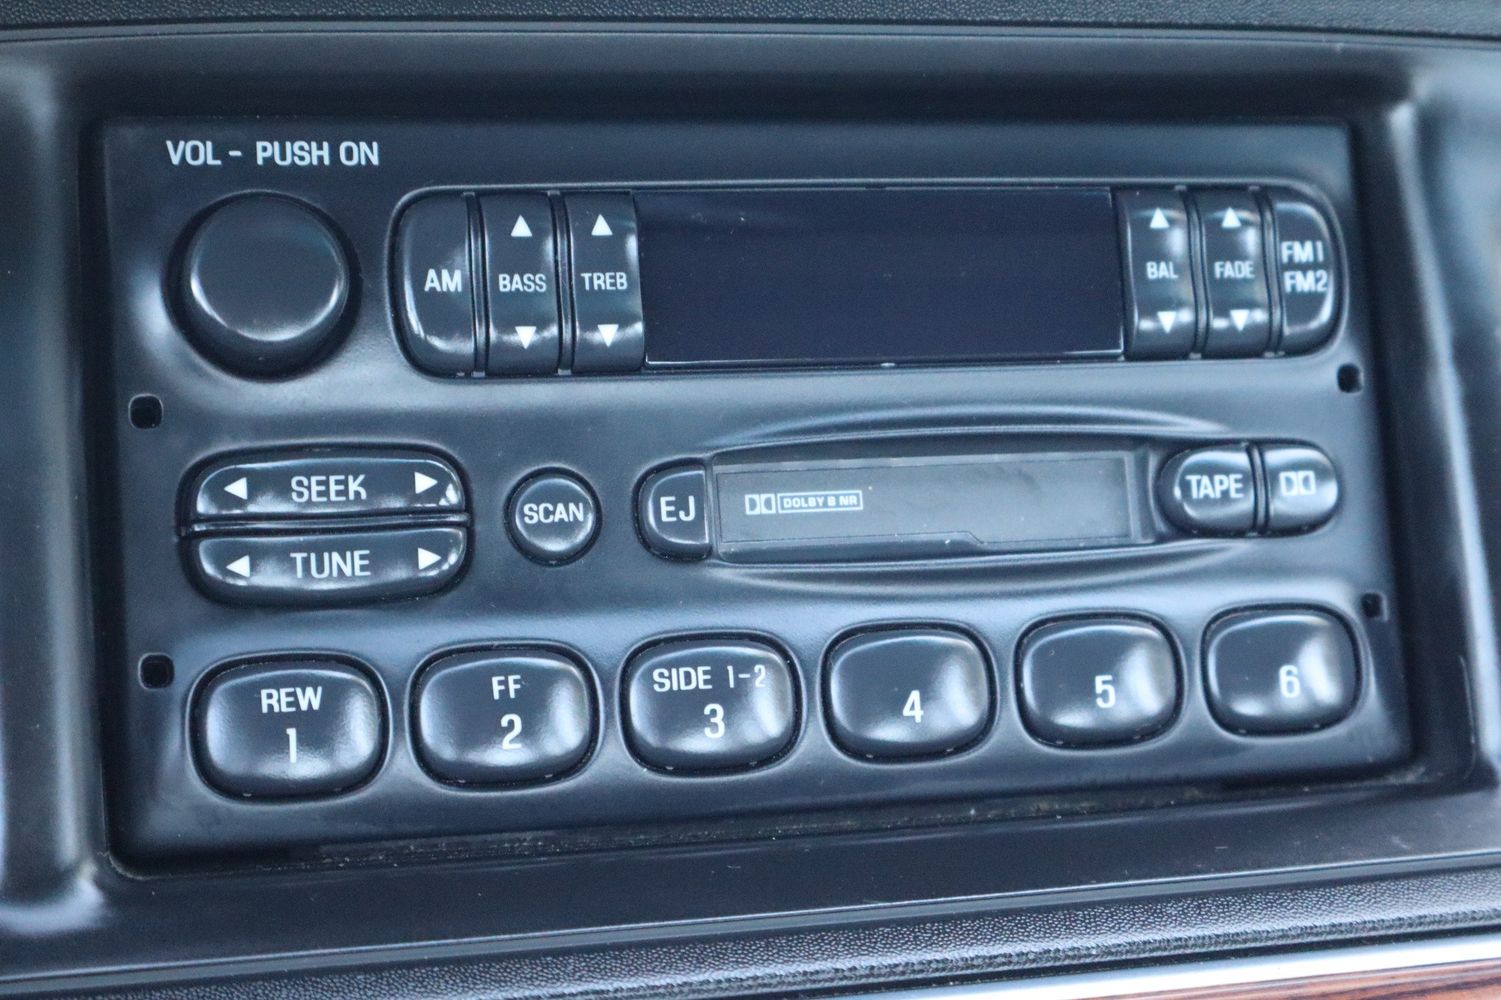 VOL - PUSH ON
AM
BASS
TREB
BAL
FADE
FM1
FM2
SEEK
TUNE
SCAN
EJ
DOLBY B NR
TAPE
REW
1
FF
2
SIDE 1-2
3
4
5
6